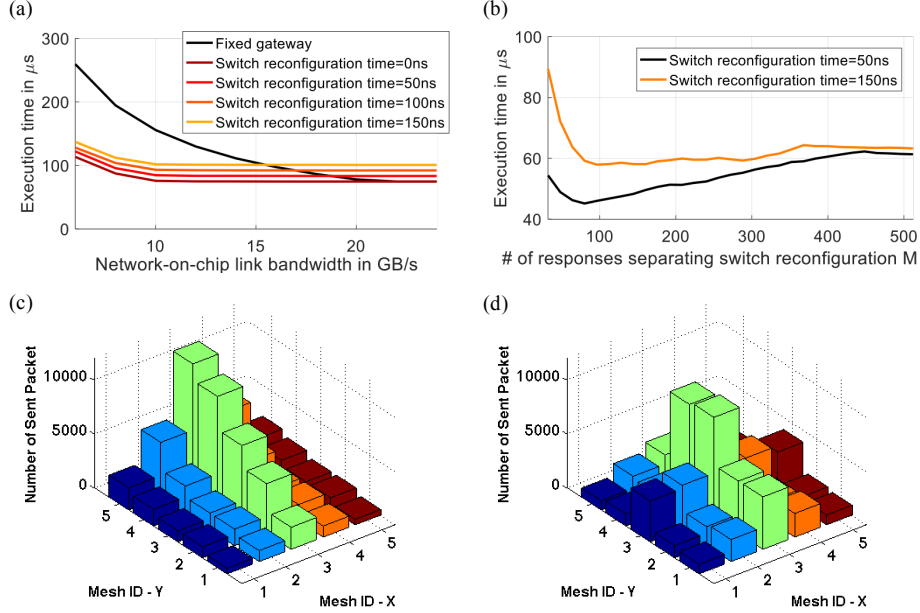 (a)
300
200
100
0
10
15
20
Execution time in μs
Network-on-chip link bandwidth in GB/s
Fixed gateway
Switch reconfiguration time=0ns
Switch reconfiguration time=50ns
Switch reconfiguration time=100ns
Switch reconfiguration time=150ns
(b)
100
80
60
40
100
200
300
400
500
Execution time in μs
# of responses separating switch reconfiguration M
Switch reconfiguration time=50ns
Switch reconfiguration time=150ns
(c)
10000
5000
0
Number of Sent Packet
5
4
3
2
1
Mesh ID - Y
1
2
3
4
5
Mesh ID - X
(d)
10000
5000
0
Number of Sent Packet
5
4
3
2
1
Mesh ID - Y
1
2
3
4
5
Mesh ID - X